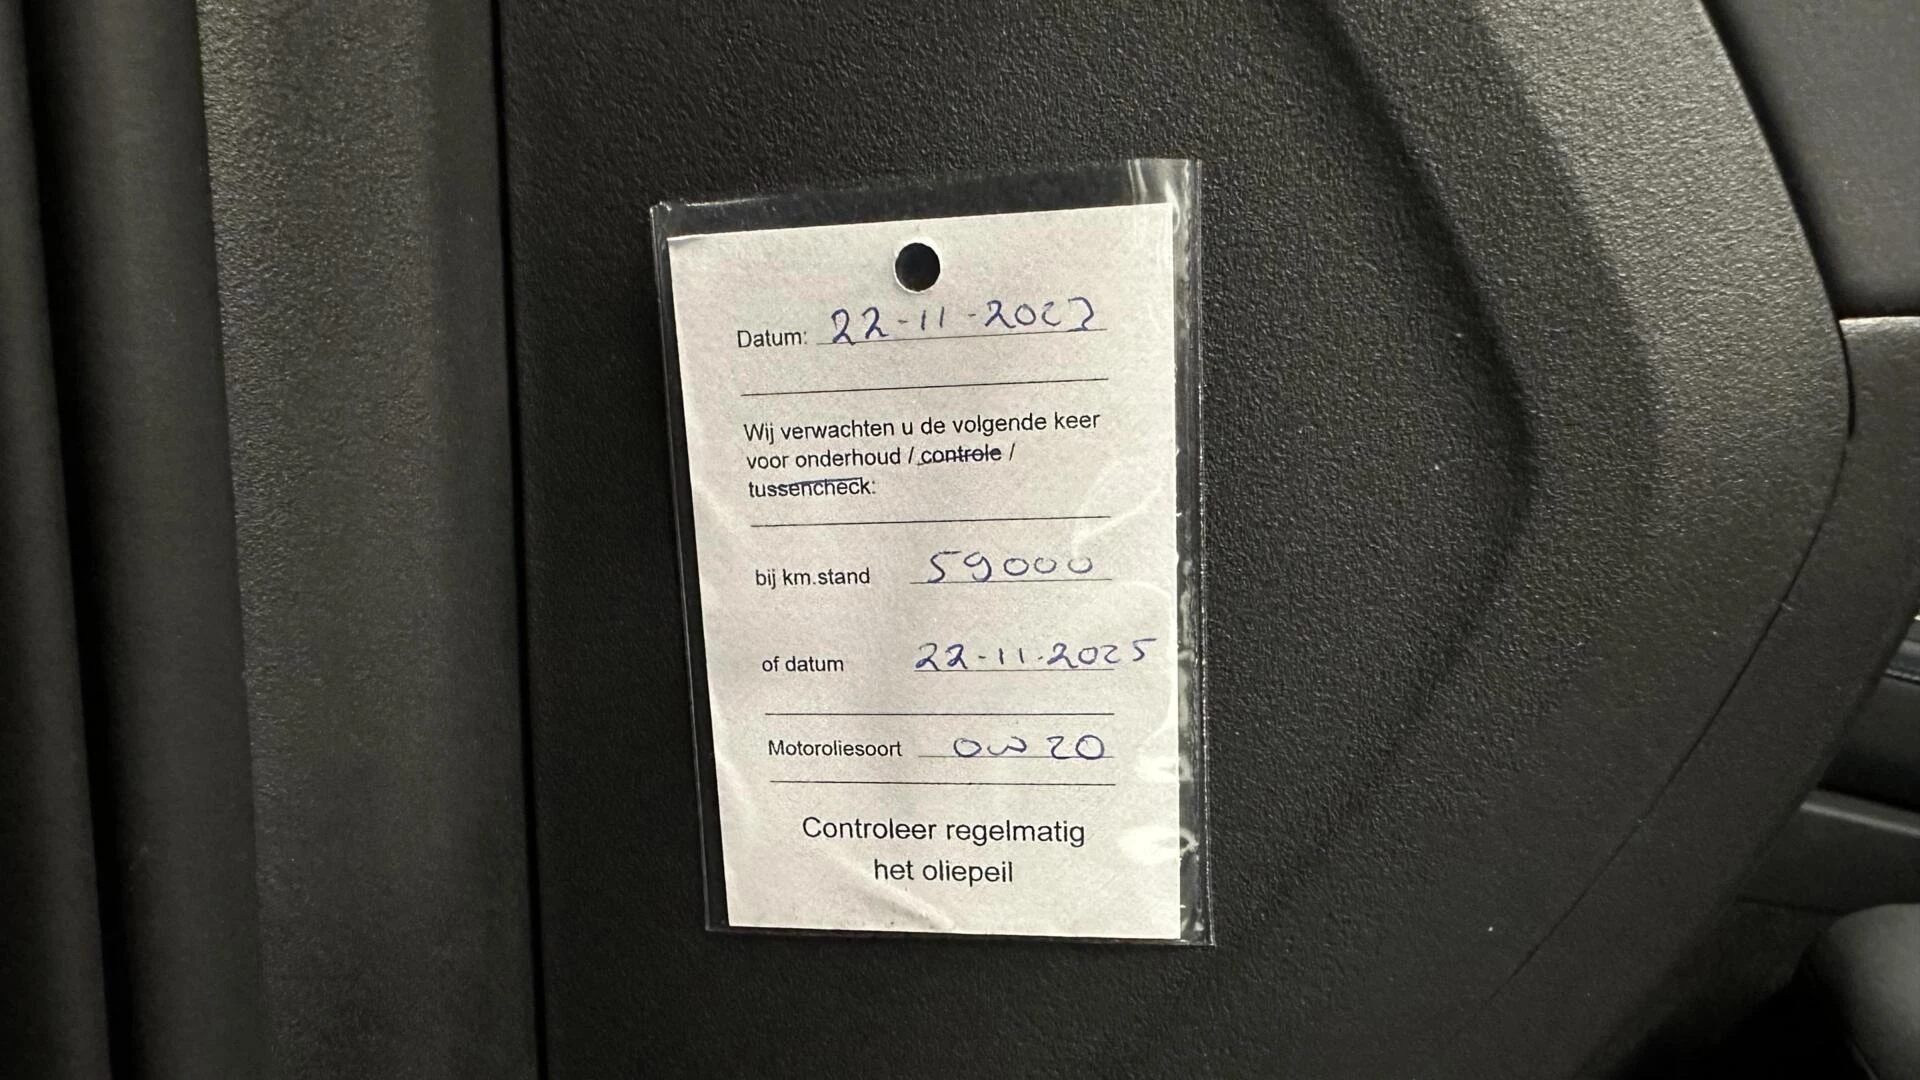 Datum: 22-11-2023
Wij verwachten u de volgende keer
voor onderhoud / controle /
tussencheck:
bij km.stand 59000
of datum 22-11-2025
Motoroliesoort 0W20
Controleer regelmatig
het oliepeil